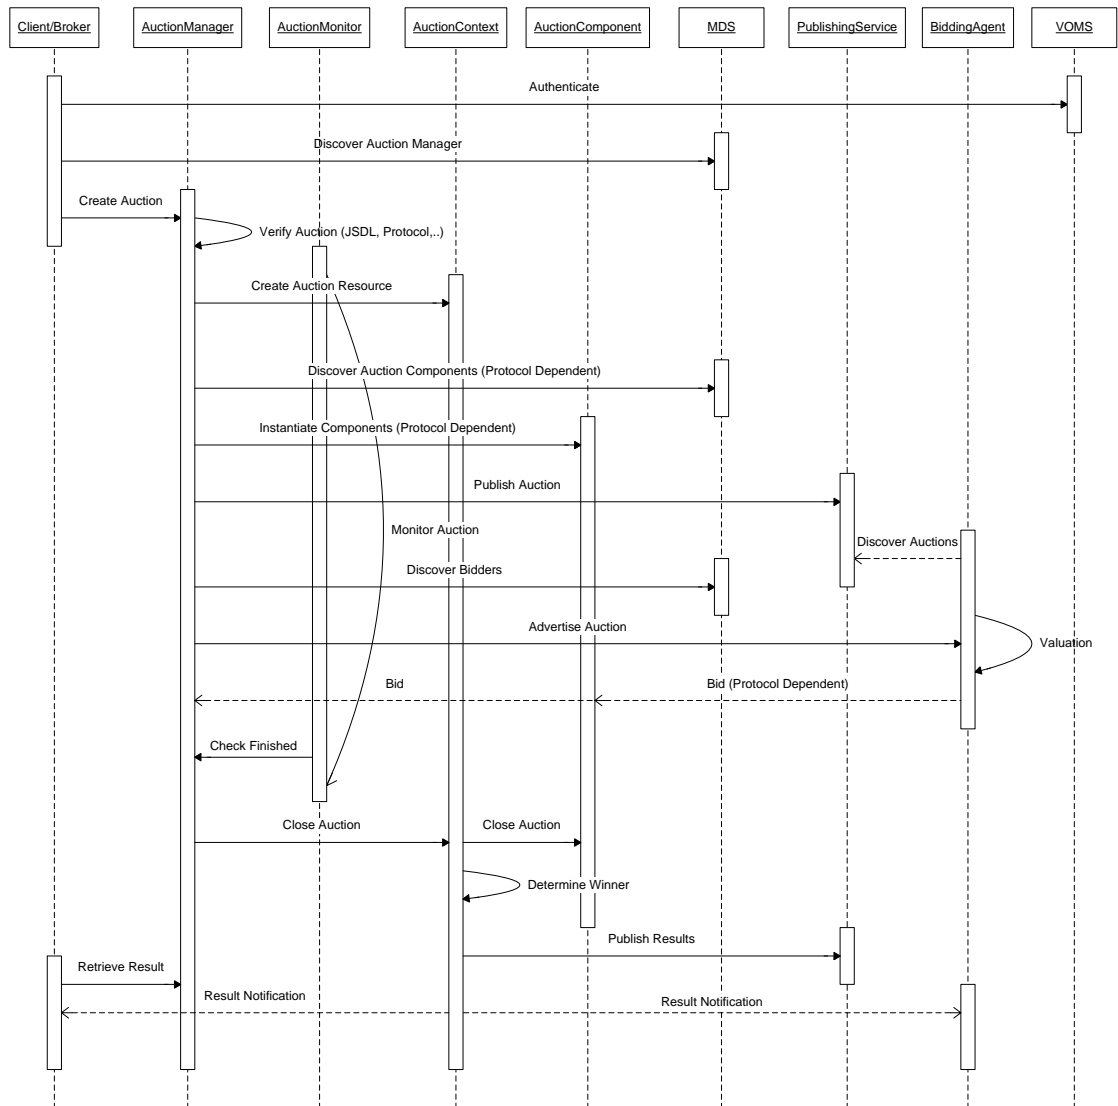 Client/Broker
AuctionManager
AuctionMonitor
AuctionContext
AuctionComponent
MDS
PublishingService
BiddingAgent
VOMS
Authenticate
Discover Auction Manager
Create Auction
Verify Auction (JSDL, Protocol,..)
Create Auction Resource
Discover Auction Components (Protocol Dependent)
Instantiate Components (Protocol Dependent)
Publish Auction
Monitor Auction
Discover Auctions
Discover Bidders
Advertise Auction
Valuation
Bid
Bid (Protocol Dependent)
Check Finished
Close Auction
Close Auction
Determine Winner
Publish Results
Retrieve Result
Result Notification
Result Notification